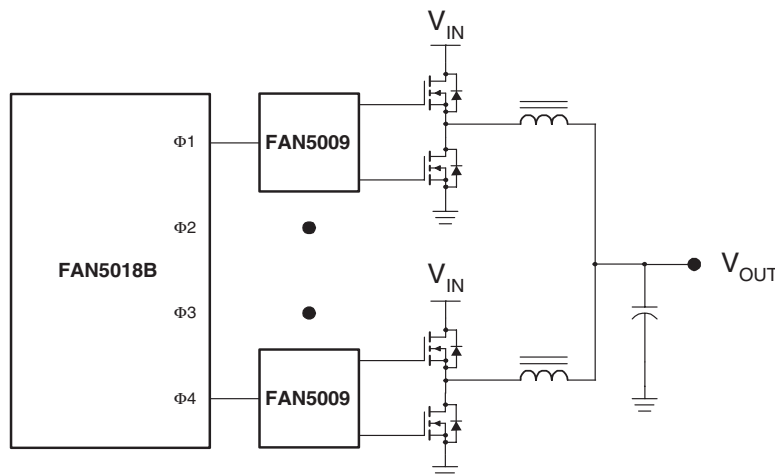 V_IN
Φ1
FAN5009
Φ2
FAN5018B
V_OUT
V_IN
Φ3
Φ4
FAN5009